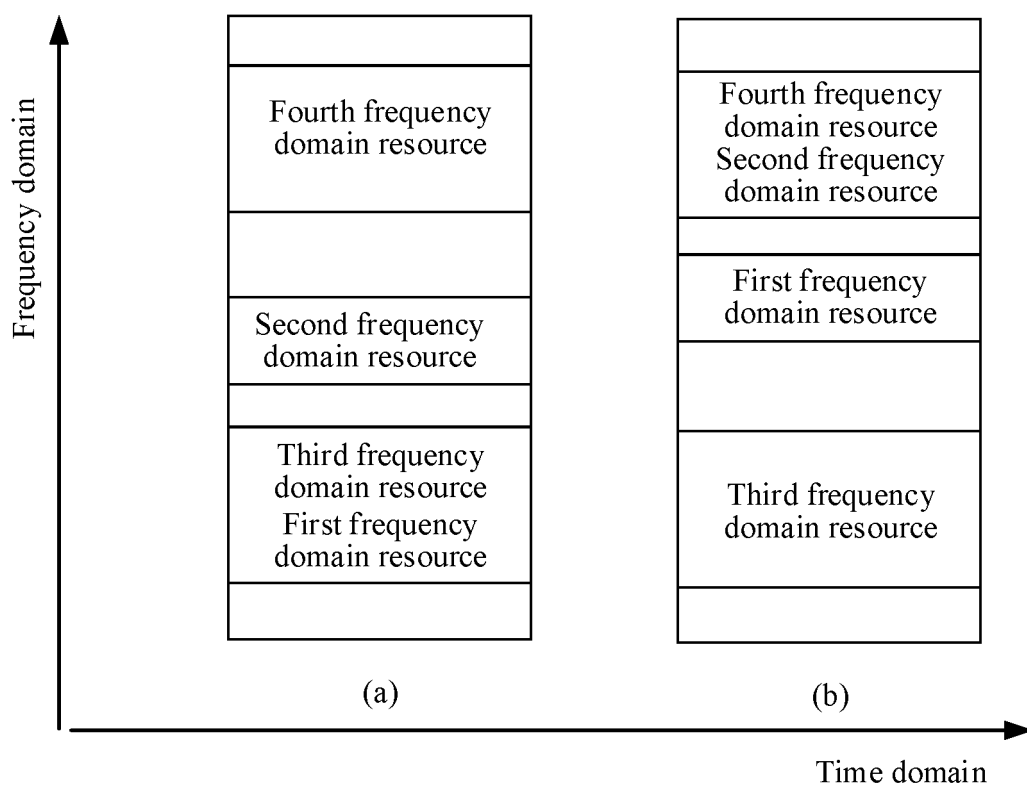 Frequency domain
Fourth frequency
domain resource
Second frequency
domain resource
Third frequency
domain resource
First frequency
domain resource
(a)
Fourth frequency
domain resource
Second frequency
domain resource
First frequency
domain resource
Third frequency
domain resource
(b)
Time domain